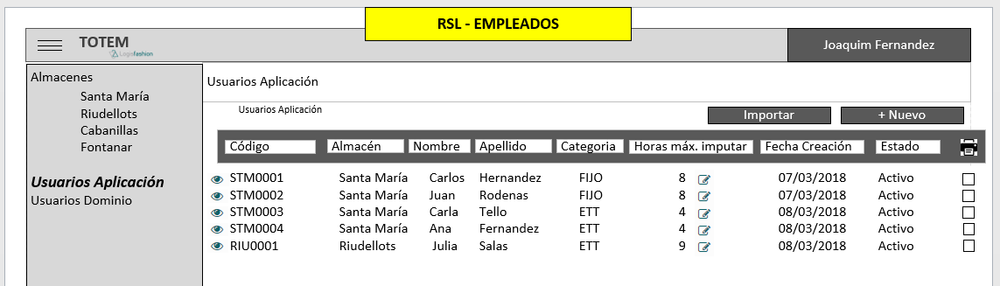 RSL - EMPLEADOS
TOTEM
Logisfashion
Joaquim Fernandez
Almacenes
Santa María
Riudellots
Cabanillas
Fontanar
Usuarios Aplicación
Usuarios Dominio
Usuarios Aplicación
Usuarios Aplicación
Importar
+ Nuevo
Código Almacén Nombre Apellido Categoria Horas máx. imputar Fecha Creación Estado
STM0001 Santa María Carlos Hernandez FIJO 8 07/03/2018 Activo
STM0002 Santa María Juan Rodenas FIJO 8 07/03/2018 Activo
STM0003 Santa María Carla Tello ETT 4 08/03/2018 Activo
STM0004 Santa María Ana Fernandez ETT 4 08/03/2018 Activo
RIU0001 Riudellots Julia Salas ETT 9 08/03/2018 Activo